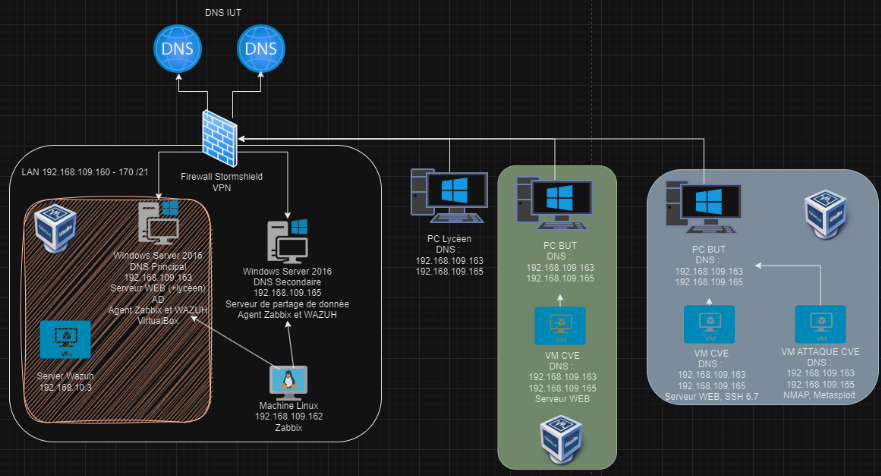 DNS IUT
DNS
DNS
Firewall Stormshield
VPN
LAN 192.168.109.160 - 170 /21
Windows Server 2016
DNS Principal
192.168.109.163
Serveur WEB (+lycéen)
AD
Agent Zabbix et WAZUH
VirtualBox
Windows Server 2016
DNS Secondaire
192.168.109.165
Serveur de partage de donnée
Agent Zabbix et WAZUH
VM
Server Wazuh
192.168.10.3
Machine Linux
192.168.109.162
Zabbix
PC Lycéen
DNS :
192.168.109.163
192.168.109.165
PC BUT
DNS :
192.168.109.163
192.168.109.165
VM
VM CVE
DNS :
192.168.109.163
192.168.109.165
Serveur WEB
PC BUT
DNS :
192.168.109.163
192.168.109.165
VM
VM CVE
DNS :
192.168.109.163
192.168.109.165
Serveur WEB, SSH 6.7
VM
VM ATTAQUE CVE
DNS :
192.168.109.163
192.168.109.165
NMAP, Metasploit